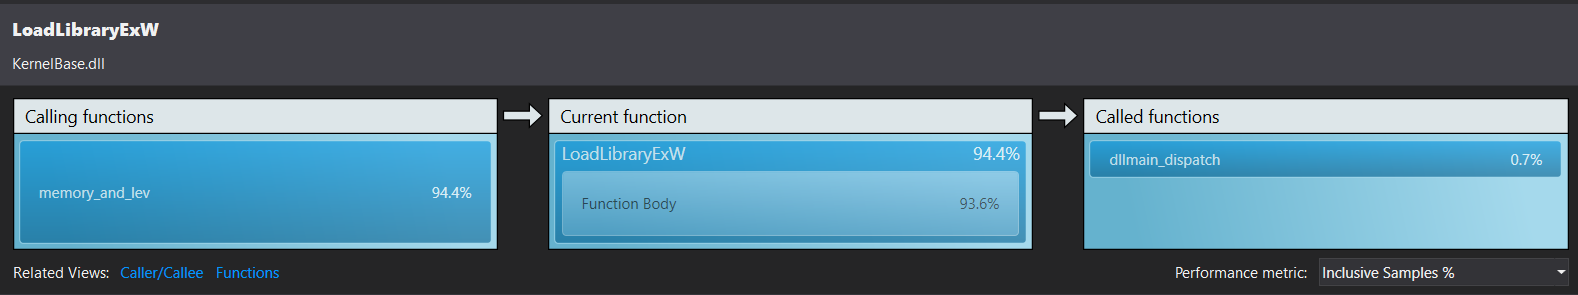 LoadLibraryExW
KernelBase.dll
Calling functions
memory_and_lev 94.4%
Current function
LoadLibraryExW 94.4%
Function Body 93.6%
Called functions
dllmain_dispatch 0.7%
Related Views: Caller/Callee Functions
Performance metric: Inclusive Samples %